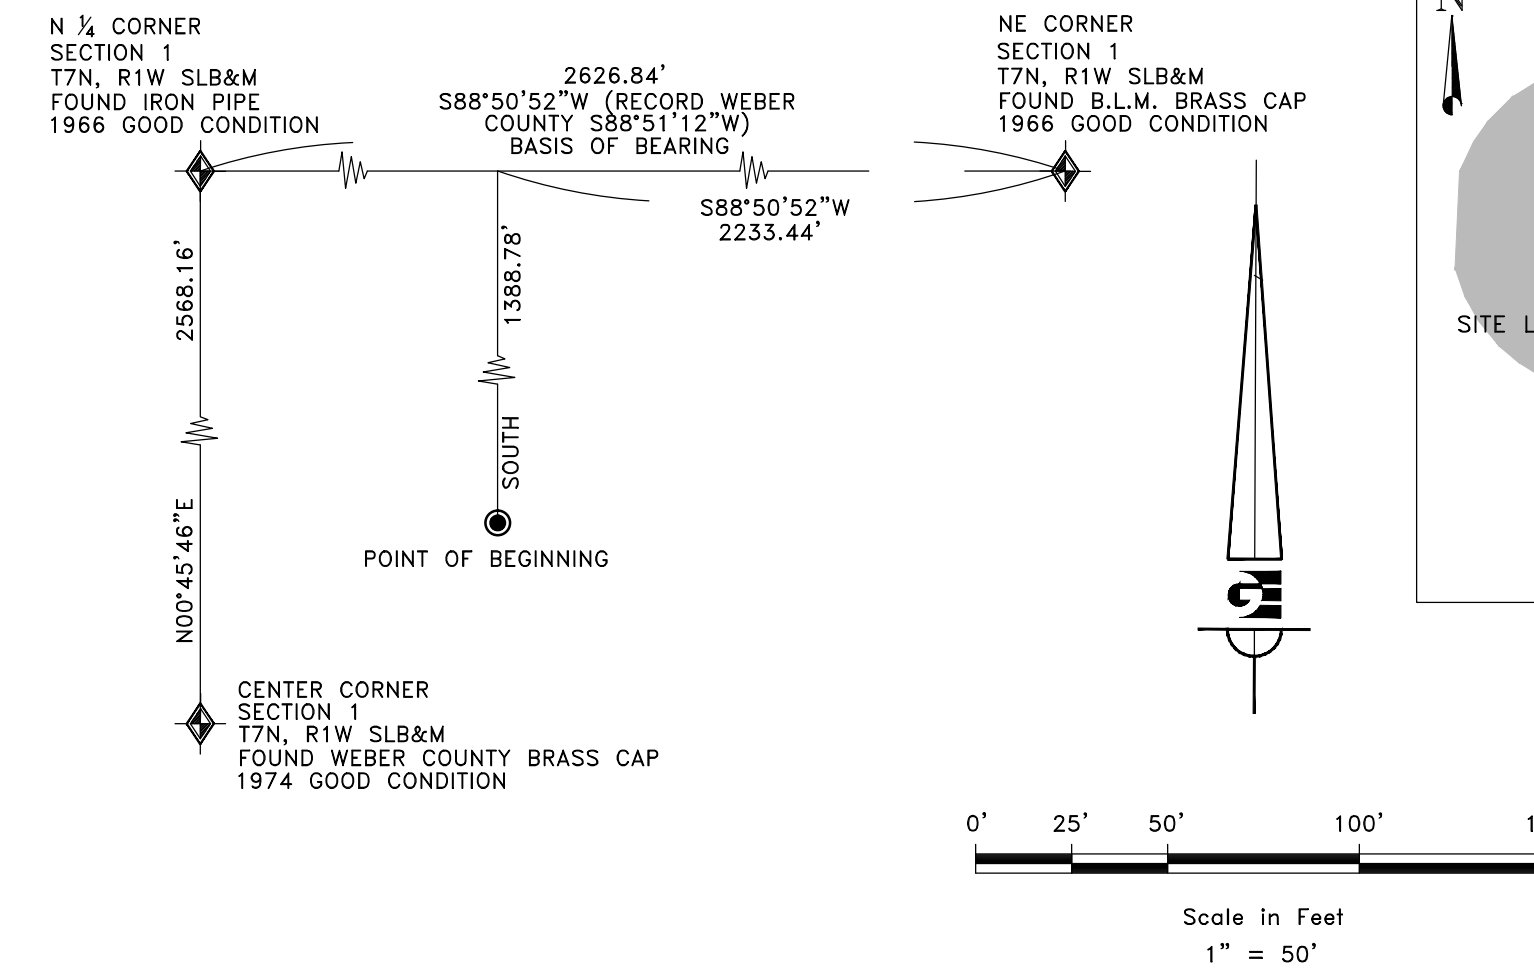 N ¼ CORNER
SECTION 1
T7N, R1W SLB&M
FOUND IRON PIPE
1966 GOOD CONDITION
2626.84’
S88°50’52”W (RECORD WEBER
COUNTY S88°51’12”W)
BASIS OF BEARING
NE CORNER
SECTION 1
T7N, R1W SLB&M
FOUND B.L.M. BRASS CAP
1966 GOOD CONDITION
N
S88°50’52”W
2233.44’
2568.16’
N00°45’46”E
1388.78’
SOUTH
POINT OF BEGINNING
SITE
CENTER CORNER
SECTION 1
T7N, R1W SLB&M
FOUND WEBER COUNTY BRASS CAP
1974 GOOD CONDITION
G
0’ 25’ 50’ 100’
Scale in Feet
1” = 50’